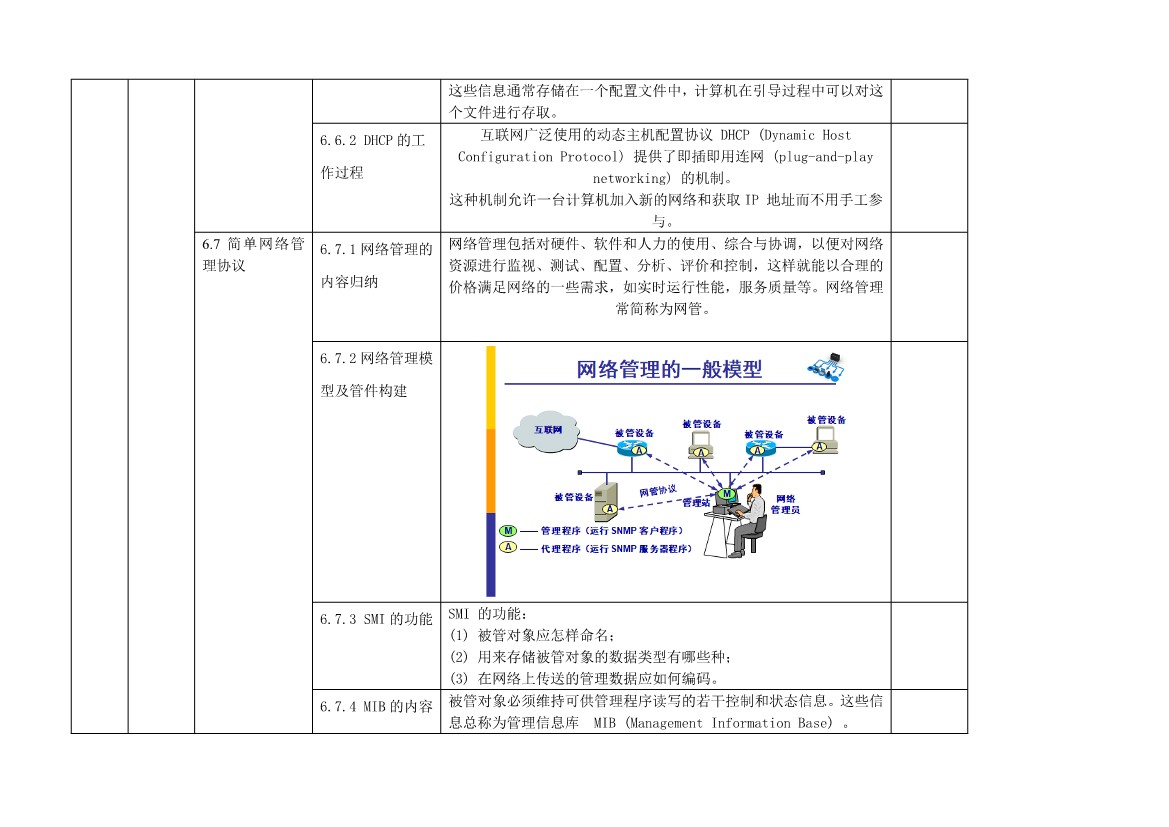 这些信息通常存储在一个配置文件中，计算机在引导过程中可以对这
个文件进行存取。
6.6.2 DHCP 的工
作过程
互联网广泛使用的动态主机配置协议 DHCP (Dynamic Host
Configuration Protocol) 提供了即插即用连网 (plug-and-play
networking) 的机制。
这种机制允许一台计算机加入新的网络和获取 IP 地址而不用手工参
与。
6.7 简单网络管
理协议
6.7.1 网络管理的
内容归纳
网络管理包括对硬件、软件和人力的使用、综合与协调，以便对网络
资源进行监视、测试、配置、分析、评价和控制，这样就能以合理的
价格满足网络的一些需求，如实时运行性能，服务质量等。网络管理
常简称为网管。
6.7.2 网络管理模
型及管件构建
网络管理的一般模型
互联网
被管设备
A
被管设备
A
被管设备
A
被管设备
A
被管设备
A
网管协议
管理站
M
网络
管理员
M 管理程序（运行 SNMP 客户程序）
A 代理程序（运行 SNMP 服务器程序）
6.7.3 SMI 的功能
SMI 的功能：
(1) 被管对象应怎样命名；
(2) 用来存储被管对象的数据类型有哪些种；
(3) 在网络上传送的管理数据应如何编码。
6.7.4 MIB 的内容
被管对象必须维持可供管理程序读写的若干控制和状态信息。这些信
息总称为管理信息库 MIB (Management Information Base) 。